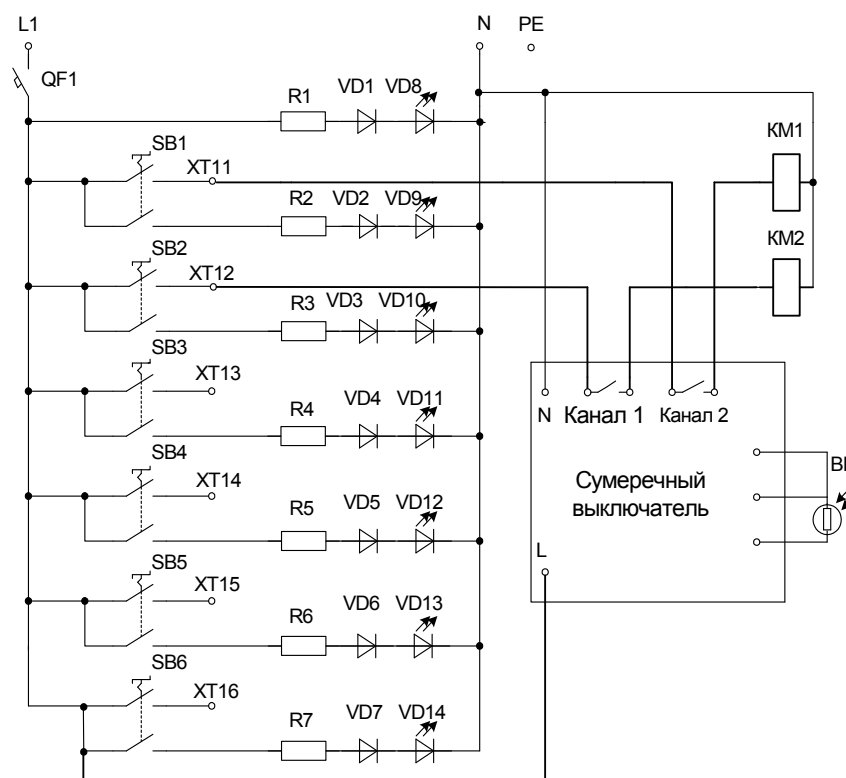 L1 N PE
QF1
R1 VD1 VD8
KM1
SB1
XT11
R2 VD2 VD9
KM2
SB2
XT12
R3 VD3 VD10
SB3
XT13
R4 VD4 VD11
N Канал 1 Канал 2
SB4
XT14
Сумеречный
выключатель
R5 VD5 VD12
L
SB5
XT15
R6 VD6 VD13
SB6
XT16
R7 VD7 VD14